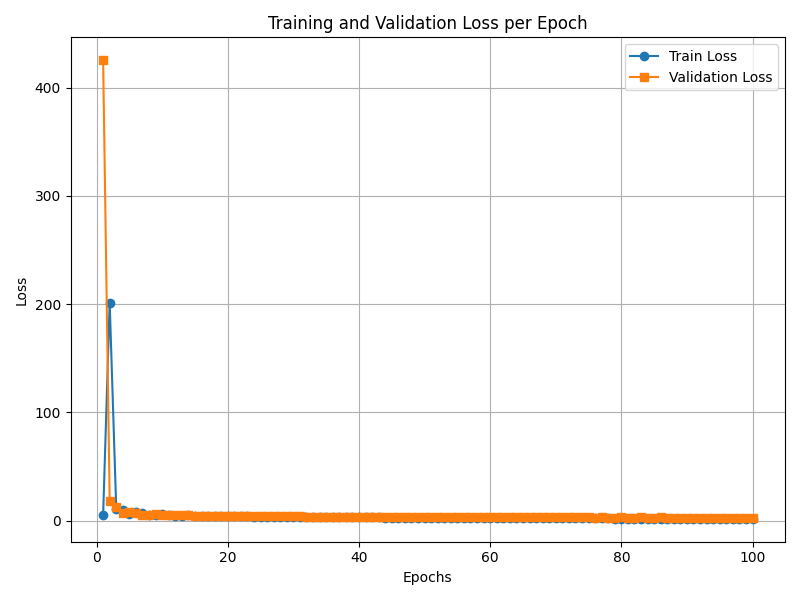 Training and Validation Loss per Epoch
Train Loss
Validation Loss
Loss
400
300
200
100
0
0 20 40 60 80 100
Epochs